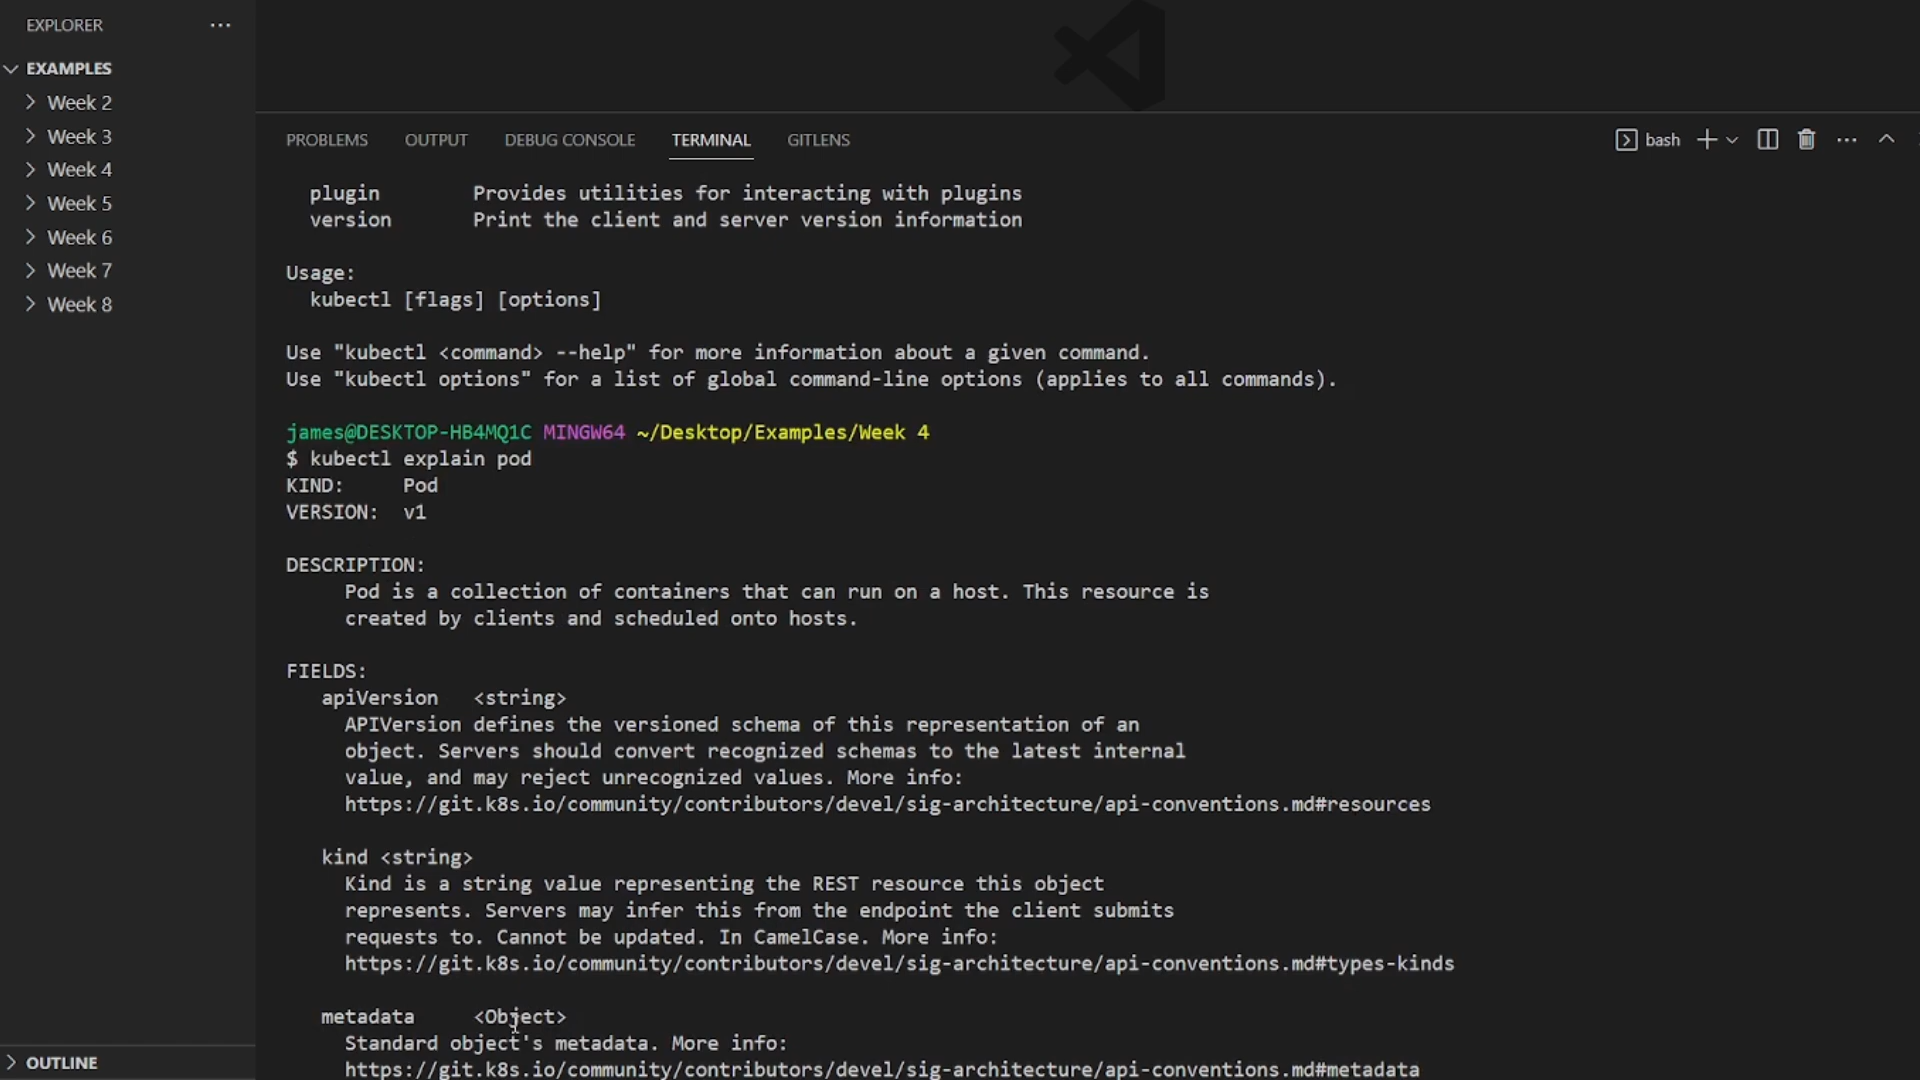 EXPLORER
EXAMPLES
Week 2
Week 3
Week 4
Week 5
Week 6
Week 7
Week 8
OUTLINE
PROBLEMS OUTPUT DEBUG CONSOLE TERMINAL GITLENS bash
plugin Provides utilities for interacting with plugins
version Print the client and server version information
Usage:
kubectl [flags] [options]
Use "kubectl <command> --help" for more information about a given command.
Use "kubectl options" for a list of global command-line options (applies to all commands).
james@DESKTOP-HB4MQ1C MINGW64 ~/Desktop/Examples/Week 4
$ kubectl explain pod
KIND: Pod
VERSION: v1
DESCRIPTION:
Pod is a collection of containers that can run on a host. This resource is
created by clients and scheduled onto hosts.
FIELDS:
apiVersion <string>
APIVersion defines the versioned schema of this representation of an
object. Servers should convert recognized schemas to the latest internal
value, and may reject unrecognized values. More info:
https://git.k8s.io/community/contributors/devel/sig-architecture/api-conventions.md#resources
kind <string>
Kind is a string value representing the REST resource this object
represents. Servers may infer this from the endpoint the client submits
requests to. Cannot be updated. In CamelCase. More info:
https://git.k8s.io/community/contributors/devel/sig-architecture/api-conventions.md#types-kinds
metadata <Object>
Standard object's metadata. More info:
https://git.k8s.io/community/contributors/devel/sig-architecture/api-conventions.md#metadata